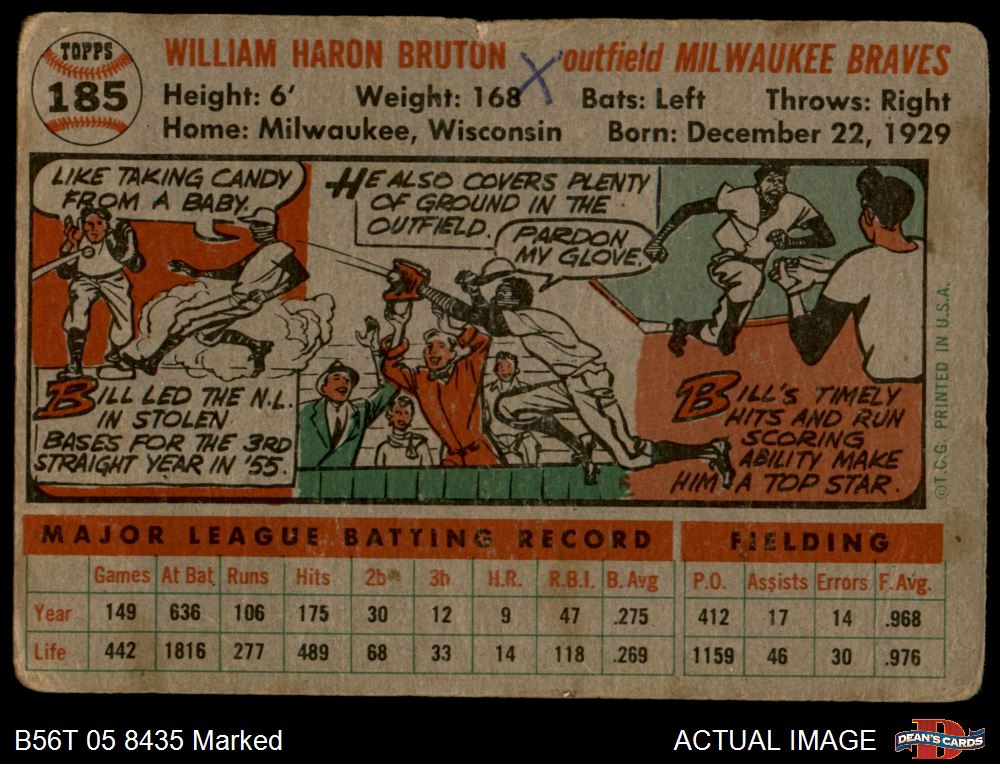 TOPPS
185
WILLIAM HARON BRUTON X outfield MILWAUKEE BRAVES
Height: 6' Weight: 168 Bats: Left Throws: Right
Home: Milwaukee, Wisconsin Born: December 22, 1929
LIKE TAKING CANDY
FROM A BABY.
BILL LED THE N.L.
IN STOLEN
BASES FOR THE 3RD
STRAIGHT YEAR IN '55.
HE ALSO COVERS PLENTY
OF GROUND IN THE
OUTFIELD.
PARDON
MY GLOVE.
BILL'S TIMELY
HITS AND RUN
SCORING
ABILITY MAKE
HIM A TOP STAR.
©T.C.G. PRINTED IN U.S.A.
MAJOR LEAGUE BATTING RECORD FIELDING
Games At Bat Runs Hits 2b 3b H.R. R.B.I. B. Avg P.O. Assists Errors F. Avg.
Year 149 636 106 175 30 12 9 47 .275 412 17 14 .968
Life 442 1816 277 489 68 33 14 118 .269 1159 46 30 .976
B56T 05 8435 Marked ACTUAL IMAGE DEAN'S CARDS